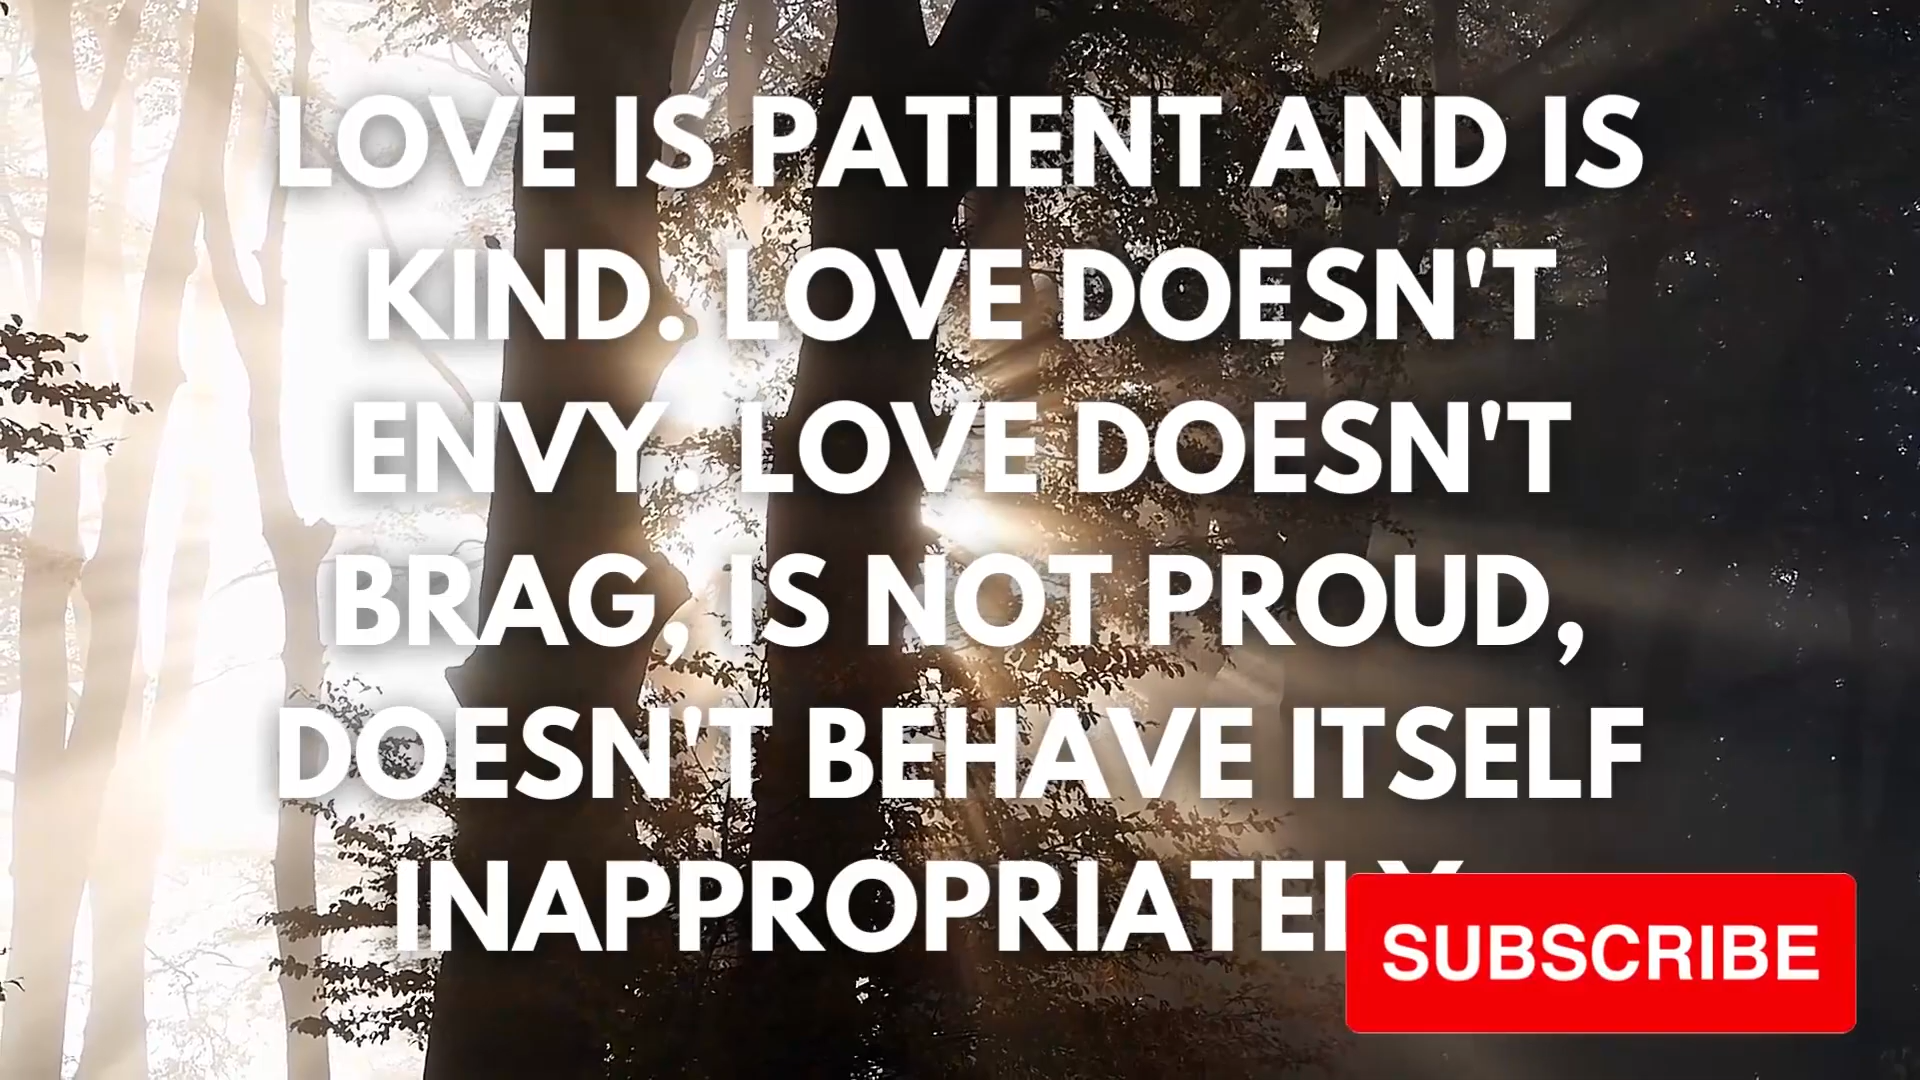 LOVE IS PATIENT AND IS
KIND. LOVE DOESN'T
ENVY. LOVE DOESN'T
BRAG, IS NOT PROUD,
DOESN'T BEHAVE ITSELF
INAPPROPRIATELY
SUBSCRIBE